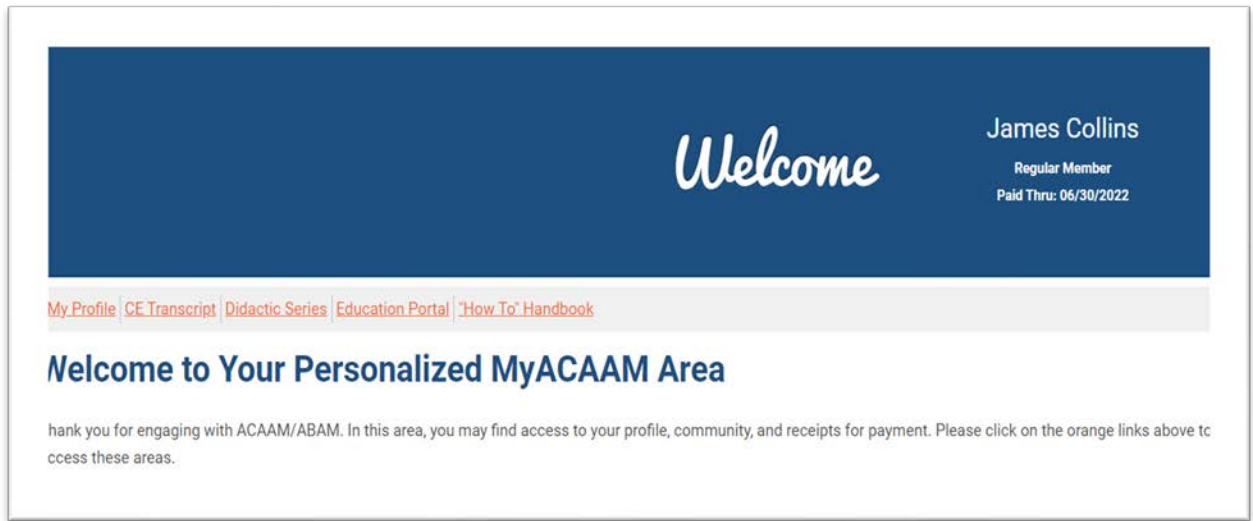 Welcome
James Collins
Regular Member
Paid Thru: 06/30/2022
My Profile CE Transcript Didactic Series Education Portal "How To" Handbook
Welcome to Your Personalized MyACAAM Area
hank you for engaging with ACAAM/ABAM. In this area, you may find access to your profile, community, and receipts for payment. Please click on the orange links above to
ccess these areas.